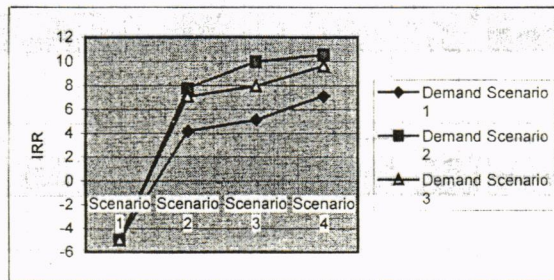 12
10
8
6
4
2
0
-2
-4
-6
IRR
Scenario 1
Scenario 2
Scenario 3
Scenario 4
Demand Scenario
1
Demand Scenario
2
Demand Scenario
3